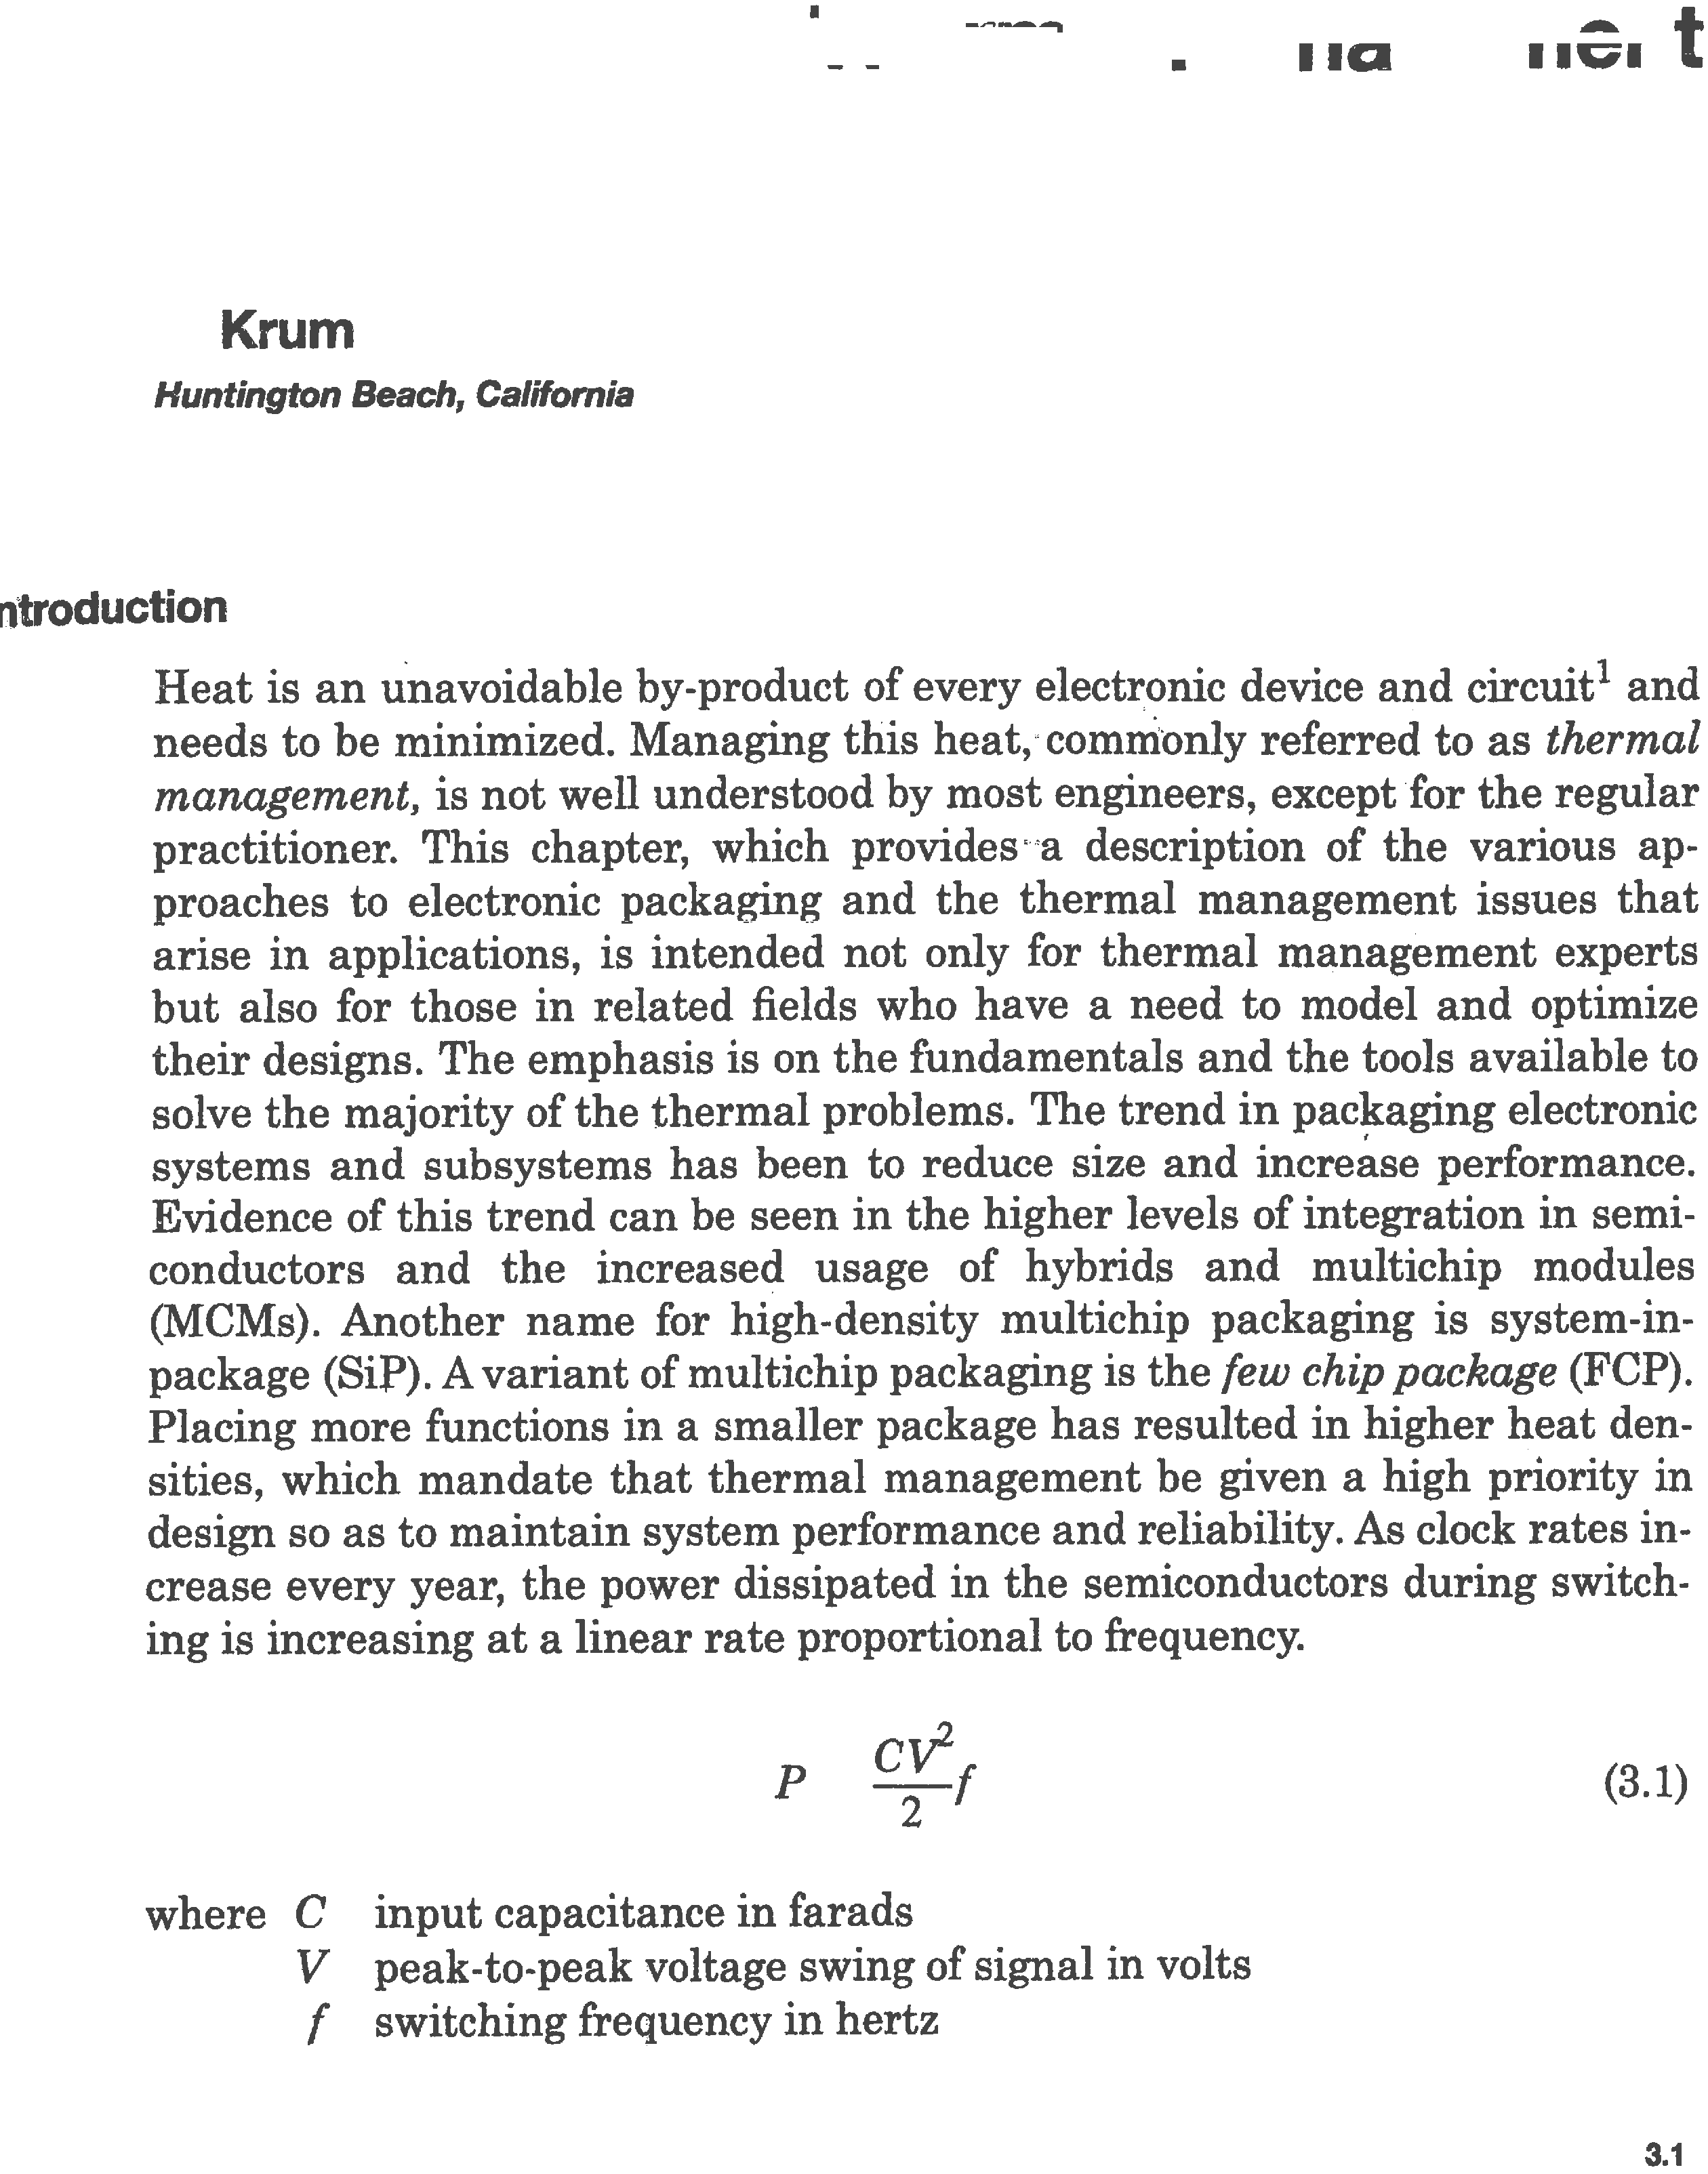 Krum
Huntington Beach, California
ntroduction
Heat is an unavoidable by-product of every electronic device and circuit¹ and
needs to be minimized. Managing this heat, commonly referred to as thermal
management, is not well understood by most engineers, except for the regular
practitioner. This chapter, which provides a description of the various ap-
proaches to electronic packaging and the thermal management issues that
arise in applications, is intended not only for thermal management experts
but also for those in related fields who have a need to model and optimize
their designs. The emphasis is on the fundamentals and the tools available to
solve the majority of the thermal problems. The trend in packaging electronic
systems and subsystems has been to reduce size and increase performance.
Evidence of this trend can be seen in the higher levels of integration in semi-
conductors and the increased usage of hybrids and multichip modules
(MCMs). Another name for high-density multichip packaging is system-in-
package (SiP). A variant of multichip packaging is the few chip package (FCP).
Placing more functions in a smaller package has resulted in higher heat den-
sities, which mandate that thermal management be given a high priority in
design so as to maintain system performance and reliability. As clock rates in-
crease every year, the power dissipated in the semiconductors during switch-
ing is increasing at a linear rate proportional to frequency.
P CV²/2 f (3.1)
where C input capacitance in farads
V peak-to-peak voltage swing of signal in volts
f switching frequency in hertz
3.1